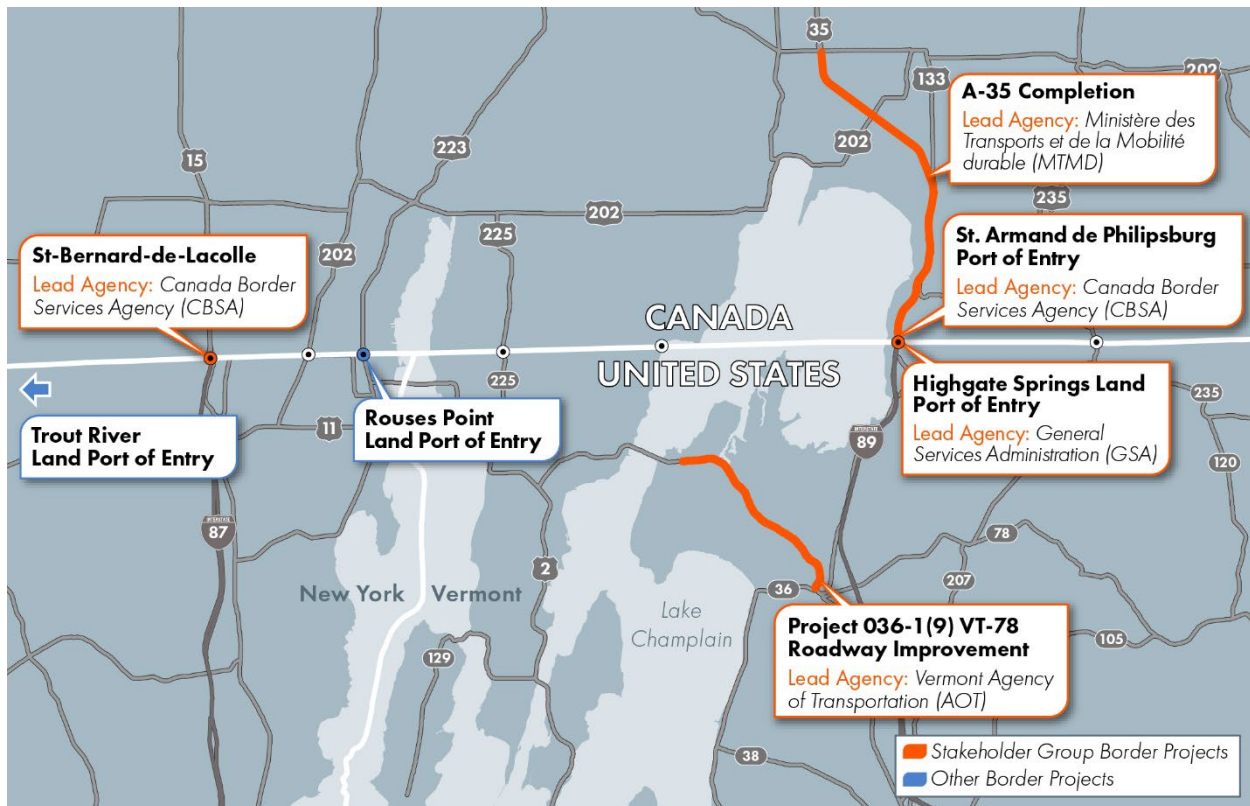 35
202
133
A-35 Completion
Lead Agency: Ministère des
Transports et de la Mobilité
durable (MTMD)
202
223
15
235
202
225
202
St-Bernard-de-Lacolle
Lead Agency: Canada Border
Services Agency (CBSA)
St. Armand de Philipsburg
Port of Entry
Lead Agency: Canada Border
Services Agency (CBSA)
CANADA
UNITED STATES
225
235
Trout River
Land Port of Entry
11
Rouses Point
Land Port of Entry
Highgate Springs Land
Port of Entry
Lead Agency: General
Services Administration (GSA)
INTERSTATE
89
120
INTERSTATE
87
78
2
36
207
New York
Vermont
Lake
Champlain
Project 036-1(9) VT-78
Roadway Improvement
Lead Agency: Vermont Agency
of Transportation (AOT)
105
129
38
Stakeholder Group Border Projects
Other Border Projects